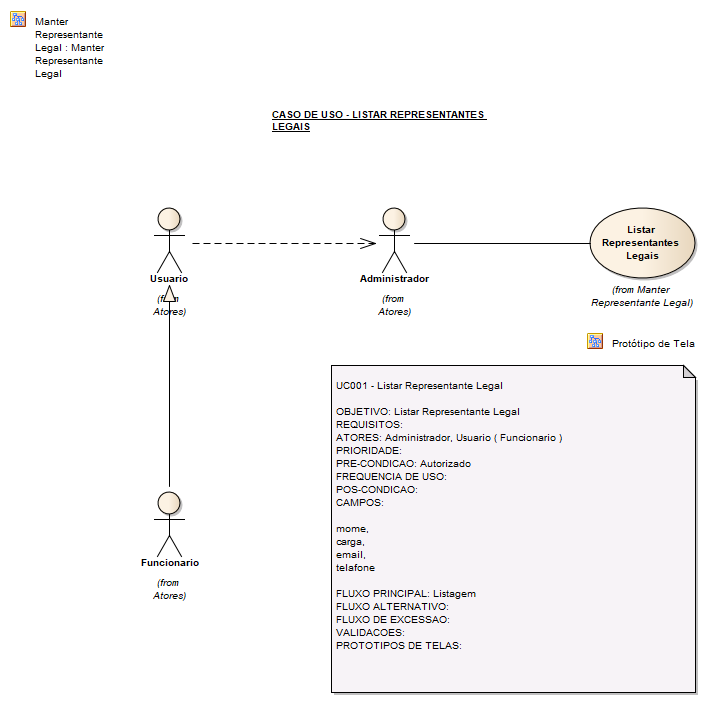 Manter
Representante
Legal : Manter
Representante
Legal
CASO DE USO - LISTAR REPRESENTANTES
LEGAIS
Usuario
(from
Atores)
Administrador
(from
Atores)
Listar
Representantes
Legais
(from Manter
Representante Legal)
Protótipo de Tela
UC001 - Listar Representante Legal
OBJETIVO: Listar Representante Legal
REQUISITOS:
ATORES: Administrador, Usuario ( Funcionario )
PRIORIDADE:
PRE-CONDICAO: Autorizado
FREQUENCIA DE USO:
POS-CONDICAO:
CAMPOS:
mome,
carga,
email,
telafone
FLUXO PRINCIPAL: Listagem
FLUXO ALTERNATIVO:
FLUXO DE EXCESSAO:
VALIDACOES:
PROTOTIPOS DE TELAS:
Funcionario
(from
Atores)